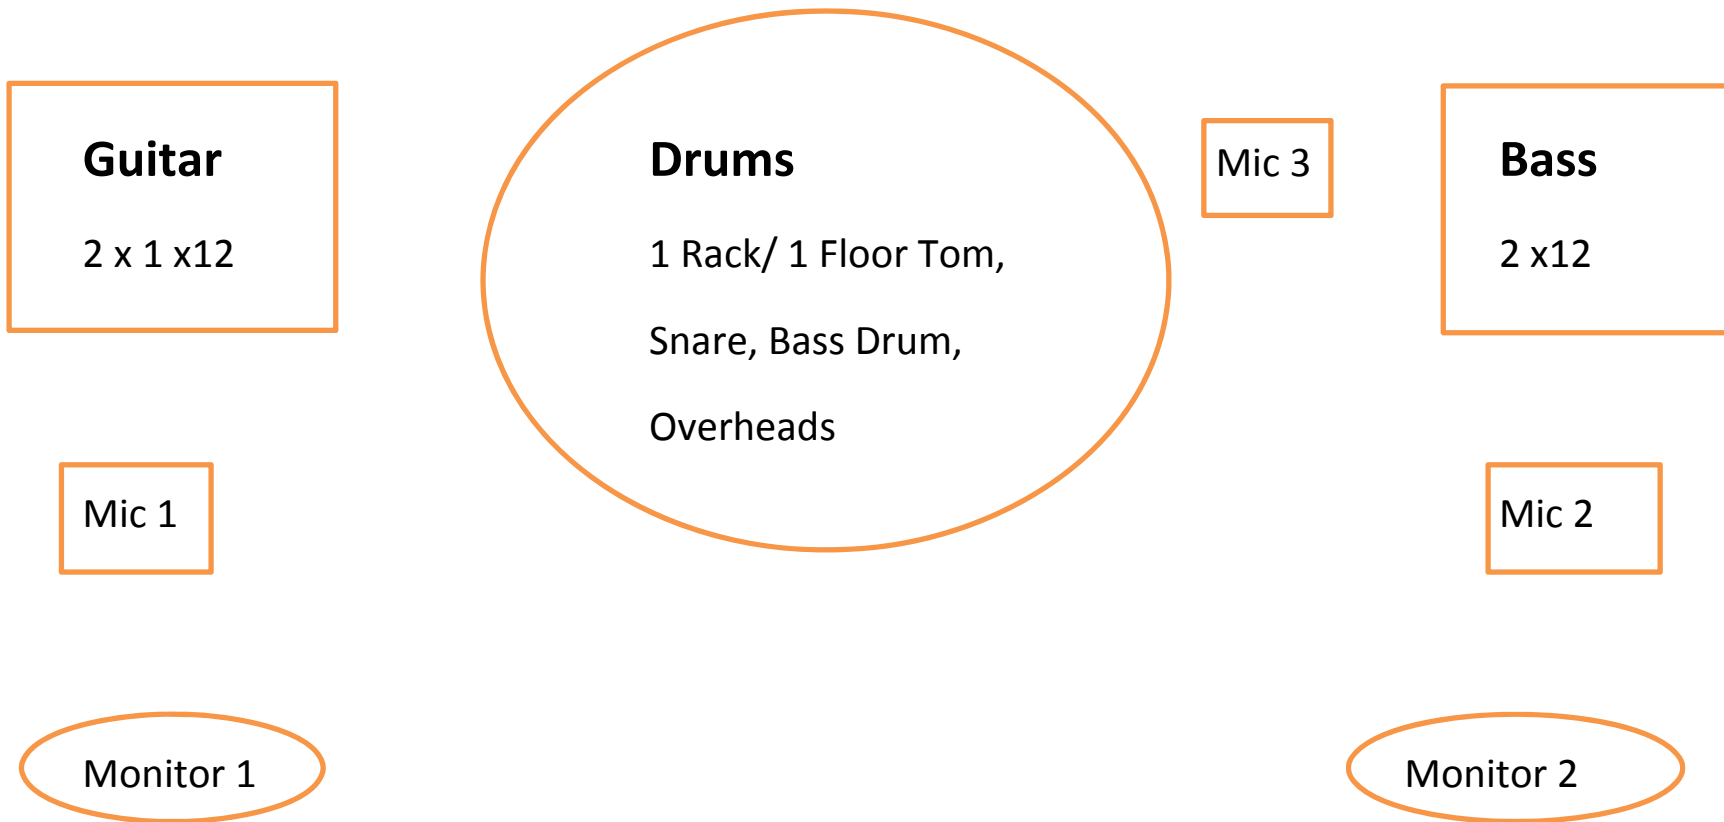 Guitar
2 x 1 x12
Drums
1 Rack/ 1 Floor Tom,
Snare, Bass Drum,
Overheads
Mic 3
Bass
2 x12
Mic 1
Mic 2
Monitor 1
Monitor 2